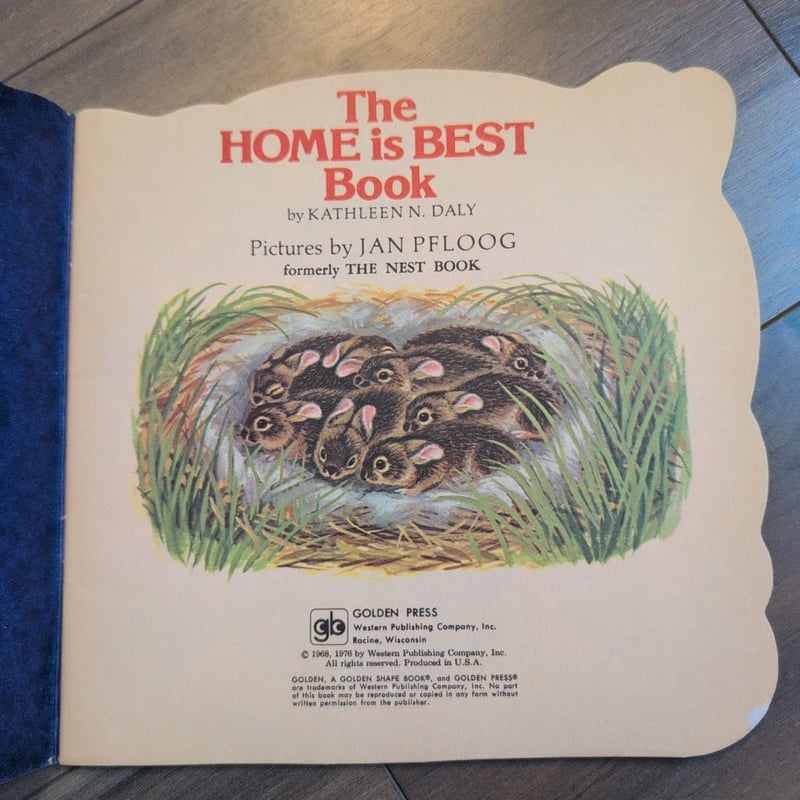 The
HOME is BEST
Book
by KATHLEEN N. DALY
Pictures by JAN PFLOOG
formerly THE NEST BOOK
gb
GOLDEN PRESS
Western Publishing Company, Inc.
Racine, Wisconsin
© 1968, 1976 by Western Publishing Company, Inc.
All rights reserved. Produced in U.S.A.
GOLDEN, A GOLDEN SHAPE BOOK®, and GOLDEN PRESS®
are trademarks of Western Publishing Company, Inc. No part
of this book may be reproduced or copied in any form without
written permission from the publisher.